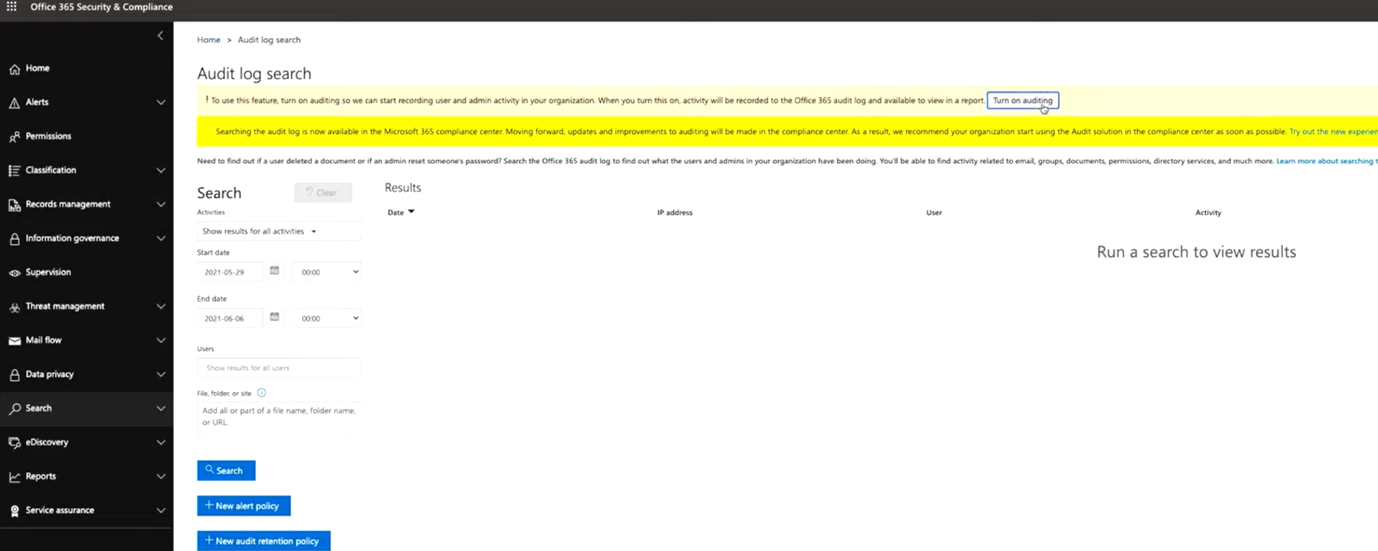 Office 365 Security & Compliance
Home > Audit log search
Home
Alerts
Permissions
Classification
Records management
Information governance
Supervision
Threat management
Mail flow
Data privacy
Search
eDiscovery
Reports
Service assurance
Audit log search
! To use this feature, turn on auditing so we can start recording user and admin activity in your organization. When you turn this on, activity will be recorded to the Office 365 audit log and available to view in a report. Turn on auditing
Searching the audit log is now available in the Microsoft 365 compliance center. Moving forward, updates and improvements to auditing will be made in the compliance center. As a result, we recommend your organization start using the Audit solution in the compliance center as soon as possible. Try out the new experien
Need to find out if a user deleted a document or if an admin reset someone's password? Search the Office 365 audit log to find out what the users and admins in your organization have been doing. You'll be able to find activity related to email, groups, documents, permissions, directory services, and much more. Learn more about searching t
Search
Clear
Activities
Show results for all activities
Start date
2021-05-29 00:00
End date
2021-06-06 00:00
Users
Show results for all users
File, folder, or site
Add all or part of a file name, folder name,
or URL.
Search
+ New alert policy
+ New audit retention policy
Results
Date IP address User Activity
Run a search to view results